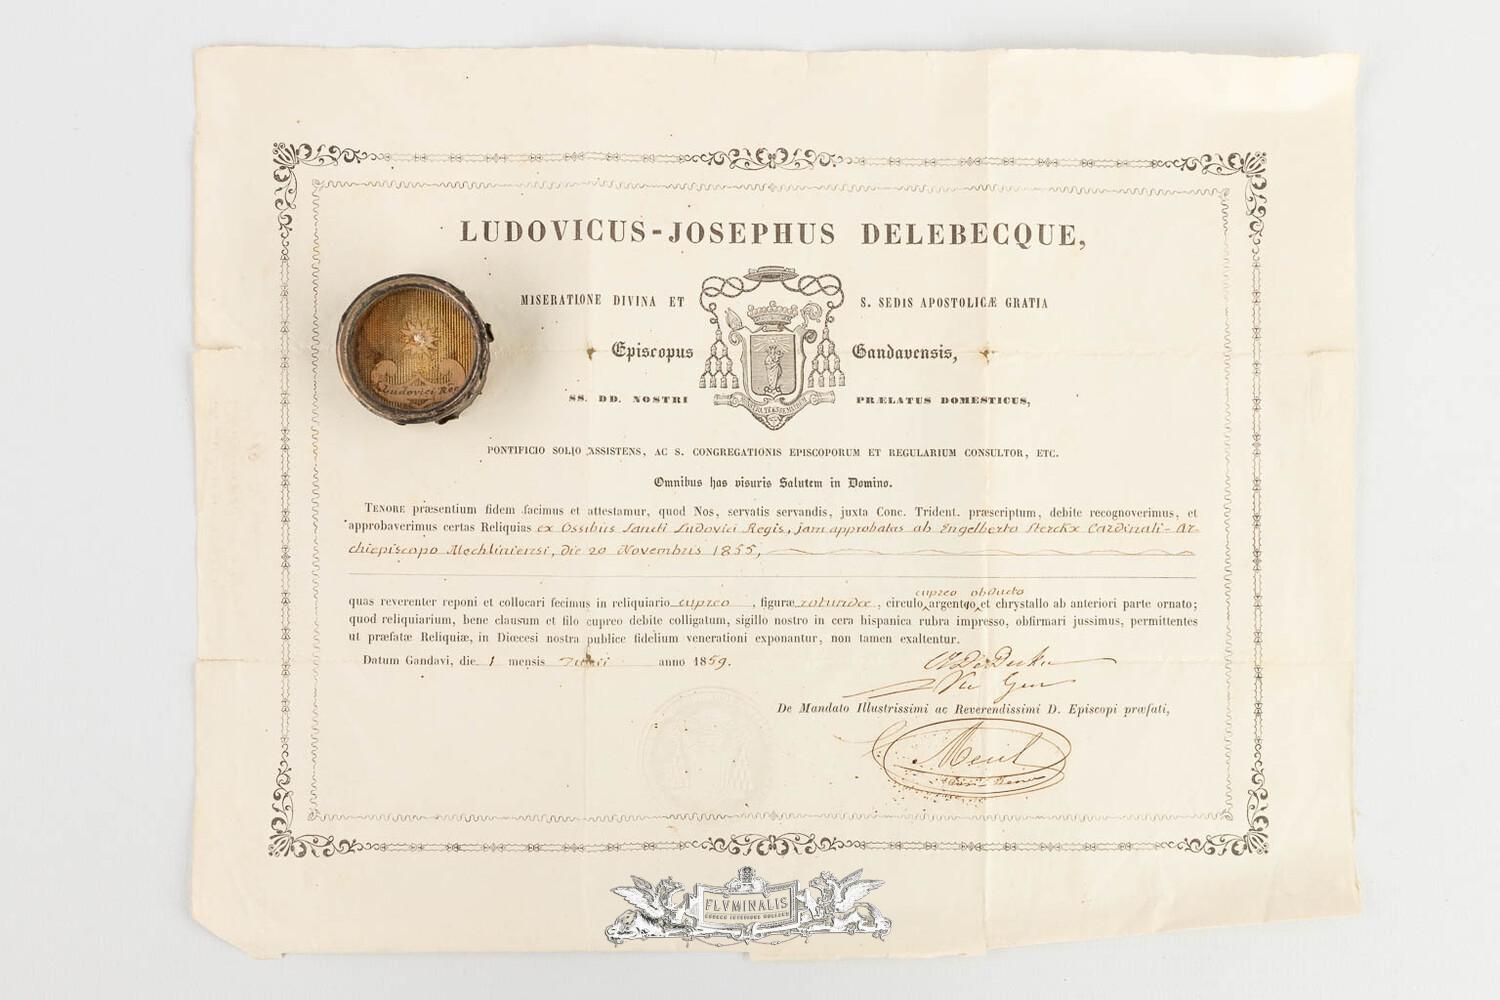 LUDOVICUS-JOSEPHUS DELEBECQUE,
MISERATIONE DIVINA ET S. SEDIS APOSTOLICÆ GRATIA
Episcopus Gandavensis,
SS. DD. NOSTRI PRÆLATUS DOMESTICUS,
PONTIFICIO SOLIO ASSISTENS, AC S. CONGREGATIONIS EPISCOPORUM ET REGULARIUM CONSULTOR, ETC.
Omnibus has visuris Salutem in Domino.
TENORE præsentium fidem facimus et attestamur, quod Nos, servatis servandis, juxta Conc. Trident. præscriptum, debite recognoverimus, et
approbaverimus certas Reliquias ex Ossibus Sancti Ludovici Regis, jam approbatas ab Engelberto Sterckx Cardinali-Ar-
chiepiscopo Mechliniensi, die 20 Novembris 1855,
cupreo obducto
quas reverenter reponi et collocari fecimus in reliquiario cupreo, figuræ rotundæ, circulo argenteo et chrystallo ab anteriori parte ornato;
quod reliquiarium, bene clausum et filo cupreo debite colligatum, sigillo nostro in cera hispanica rubra impresso, obfirmari jussimus, permittentes
ut præfatæ Reliquiæ, in Diœcesi nostra publice fidelium venerationi exponantur, non tamen exaltentur.
Datum Gandavi, die 1 mensis anno 1859.
Vic Gen
De Mandato Illustrissimi ac Reverendissimi D. Episcopi præfati,
Ludovici Reg
FLVMINALIS